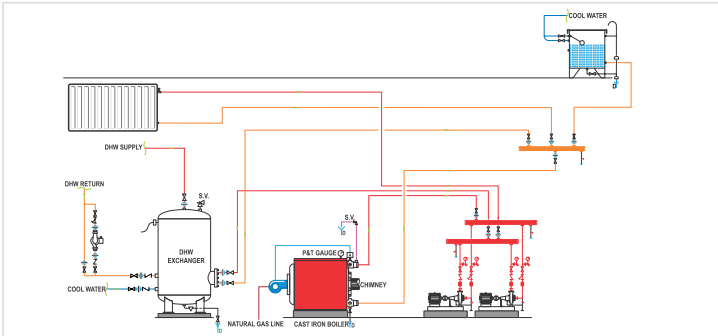 COOL WATER
DHW SUPPLY
DHW RETURN
S.V.
S.V.
DHW
EXCHANGER
P&T GAUGE
CHIMNEY
COOL WATER
NATURAL GAS LINE
CAST IRON BOILER